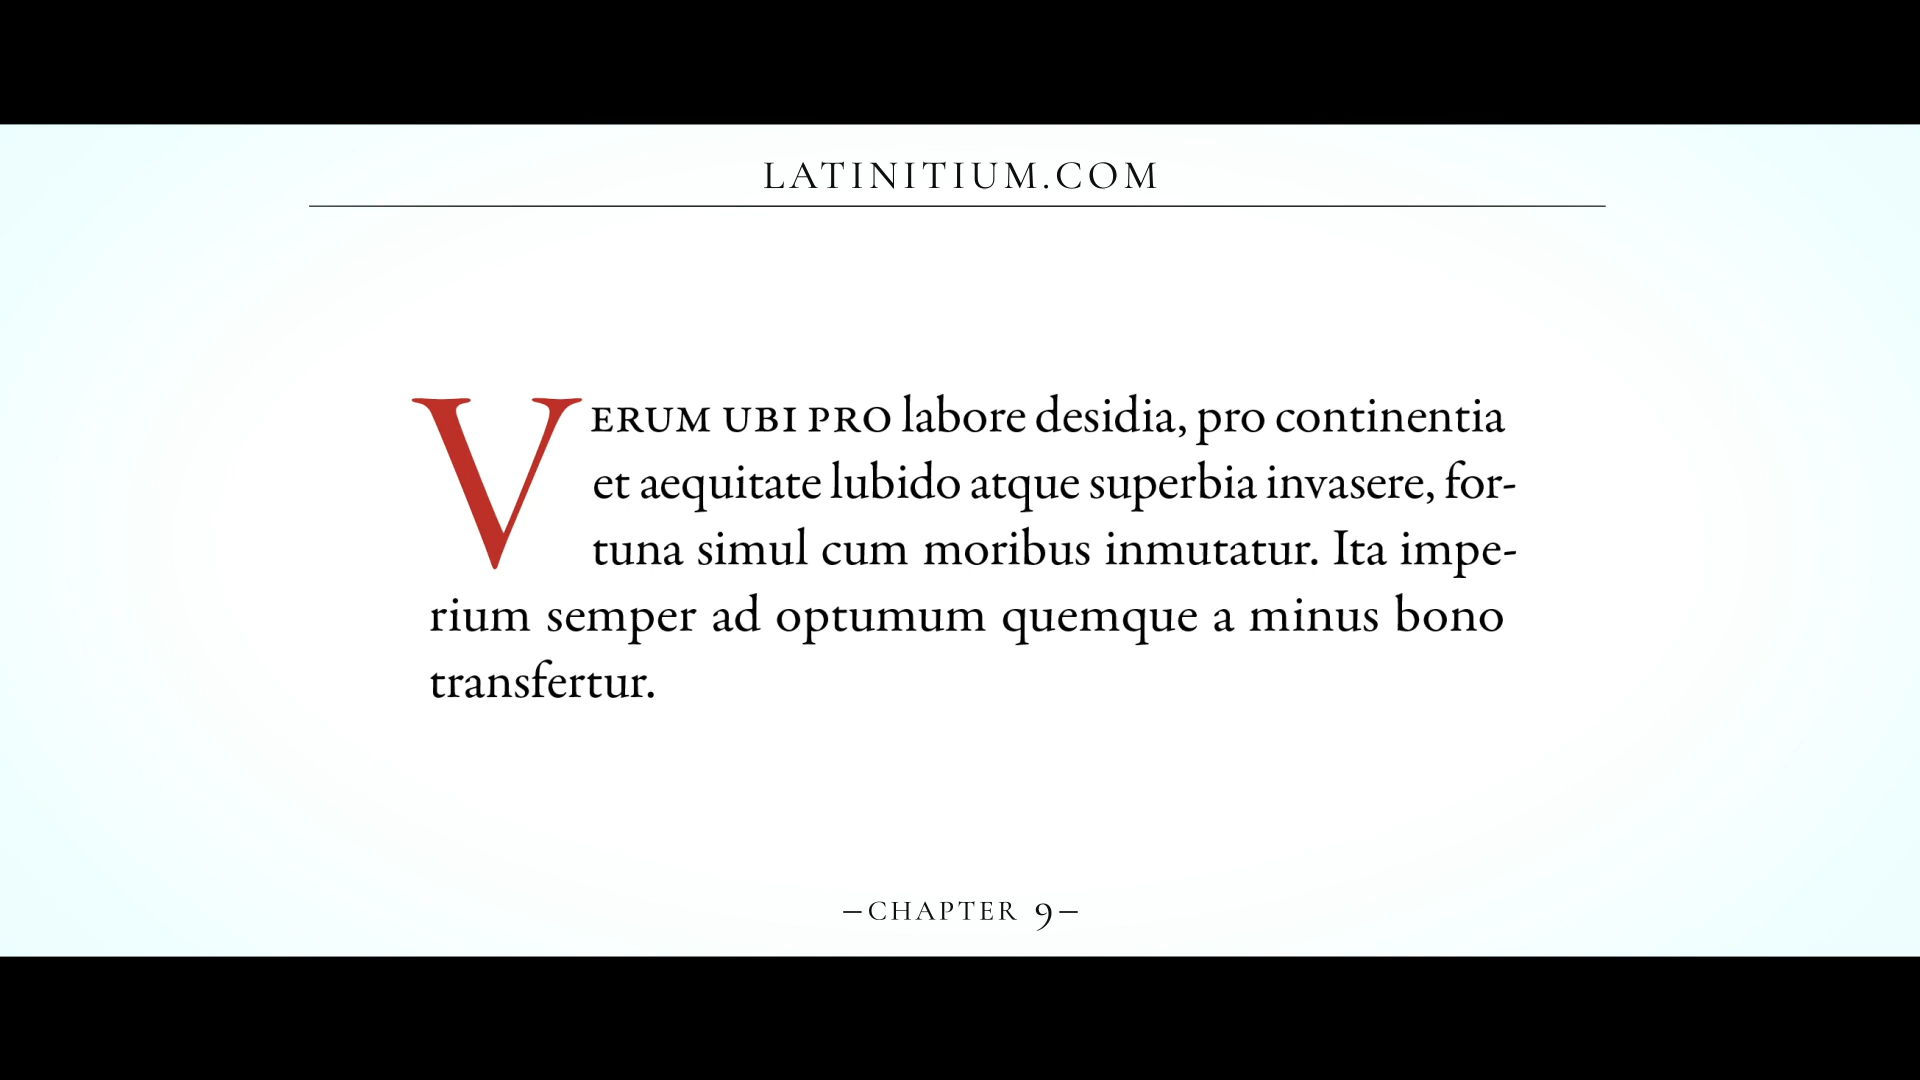 LATINITIUM.COM
VERUM UBI PRO labore desidia, pro continentia
et aequitate lubido atque superbia invasere, for-
tuna simul cum moribus inmutatur. Ita impe-
rium semper ad optumum quemque a minus bono
transfertur.
–CHAPTER 9–